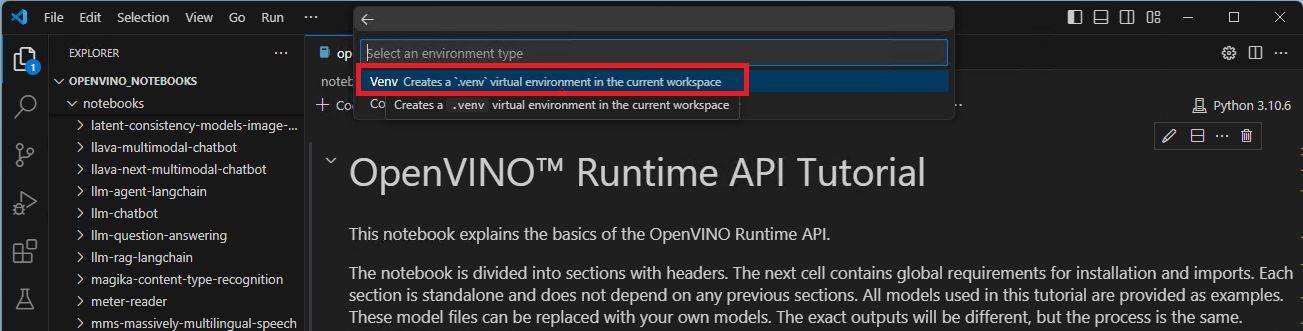 File Edit Selection View Go Run ···
Select an environment type
Venv Creates a `.venv` virtual environment in the current workspace
Creates a .venv virtual environment in the current workspace
EXPLORER ···
1
OPENVINO_NOTEBOOKS
notebooks
latent-consistency-models-image-...
llava-multimodal-chatbot
llava-next-multimodal-chatbot
llm-agent-langchain
llm-chatbot
llm-question-answering
llm-rag-langchain
magika-content-type-recognition
meter-reader
mms-massively-multilingual-speech
op
noteb
+ Co
Co
Python 3.10.6
OpenVINO™ Runtime API Tutorial
This notebook explains the basics of the OpenVINO Runtime API.
The notebook is divided into sections with headers. The next cell contains global requirements for installation and imports. Each
section is standalone and does not depend on any previous sections. All models used in this tutorial are provided as examples.
These model files can be replaced with your own models. The exact outputs will be different, but the process is the same.